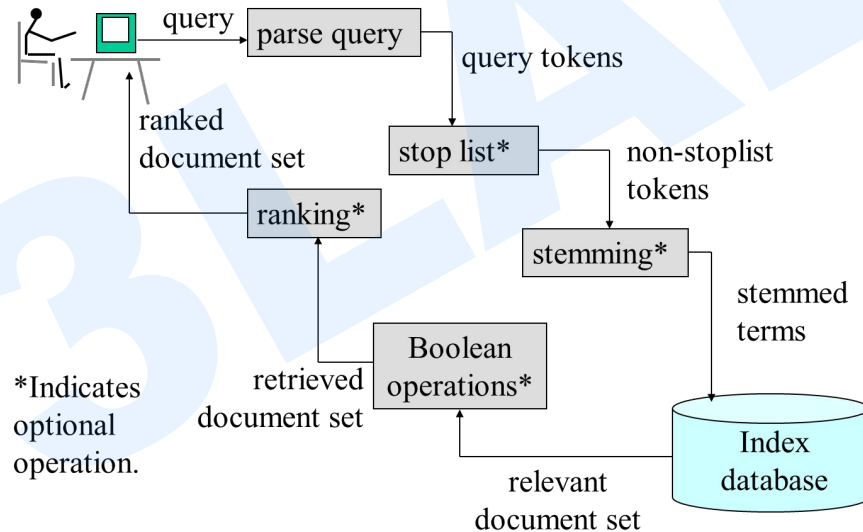 query
parse query
query tokens
ranked
document set
stop list*
non-stoplist
tokens
ranking*
stemming*
stemmed
terms
Boolean
operations*
retrieved
document set
*Indicates
optional
operation.
Index
database
relevant
document set
3LA